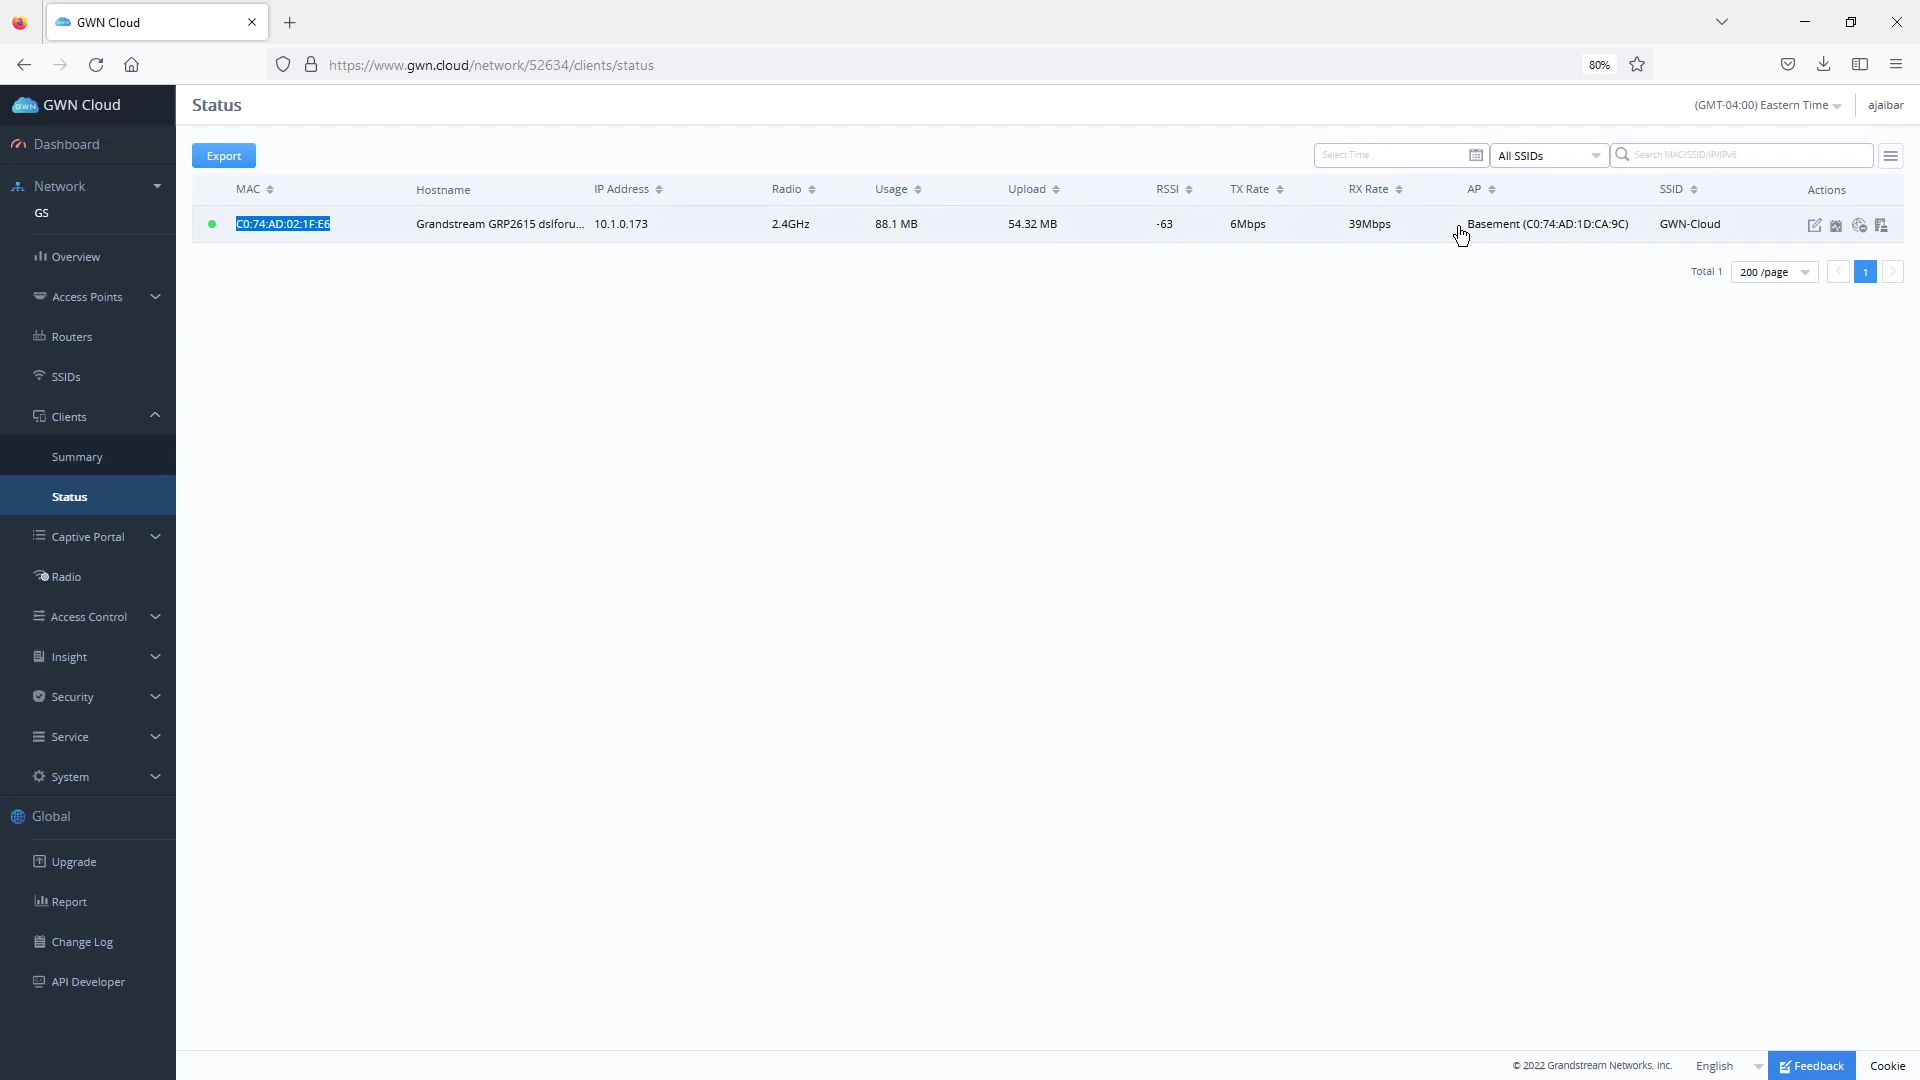 GWN Cloud
https://www.gwn.cloud/network/52634/clients/status
80%
GWN Cloud
Status
(GMT-04:00) Eastern Time
ajaibar
Dashboard
Network
GS
Overview
Access Points
Routers
SSIDs
Clients
Summary
Status
Captive Portal
Radio
Access Control
Insight
Security
Service
System
Global
Upgrade
Report
Change Log
API Developer
Export
Select Time
All SSIDs
Search MAC/SSID/IP/IPv6
MAC Hostname IP Address Radio Usage Upload RSSI TX Rate RX Rate AP SSID Actions
C0:74:AD:02:1F:E6 Grandstream GRP2615 dslforu... 10.1.0.173 2.4GHz 88.1 MB 54.32 MB -63 6Mbps 39Mbps Basement (C0:74:AD:1D:CA:9C) GWN-Cloud
Total 1 200 /page 1
© 2022 Grandstream Networks, Inc. English Feedback Cookie